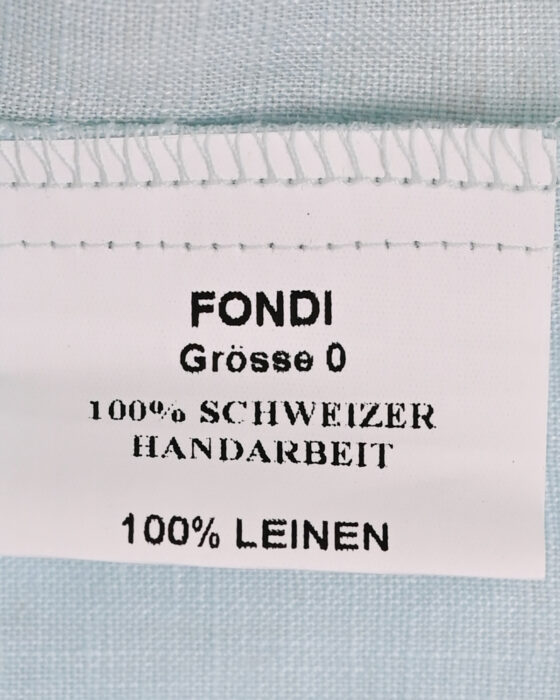 FONDI
Grösse 0
100% SCHWEIZER
HANDARBEIT
100% LEINEN